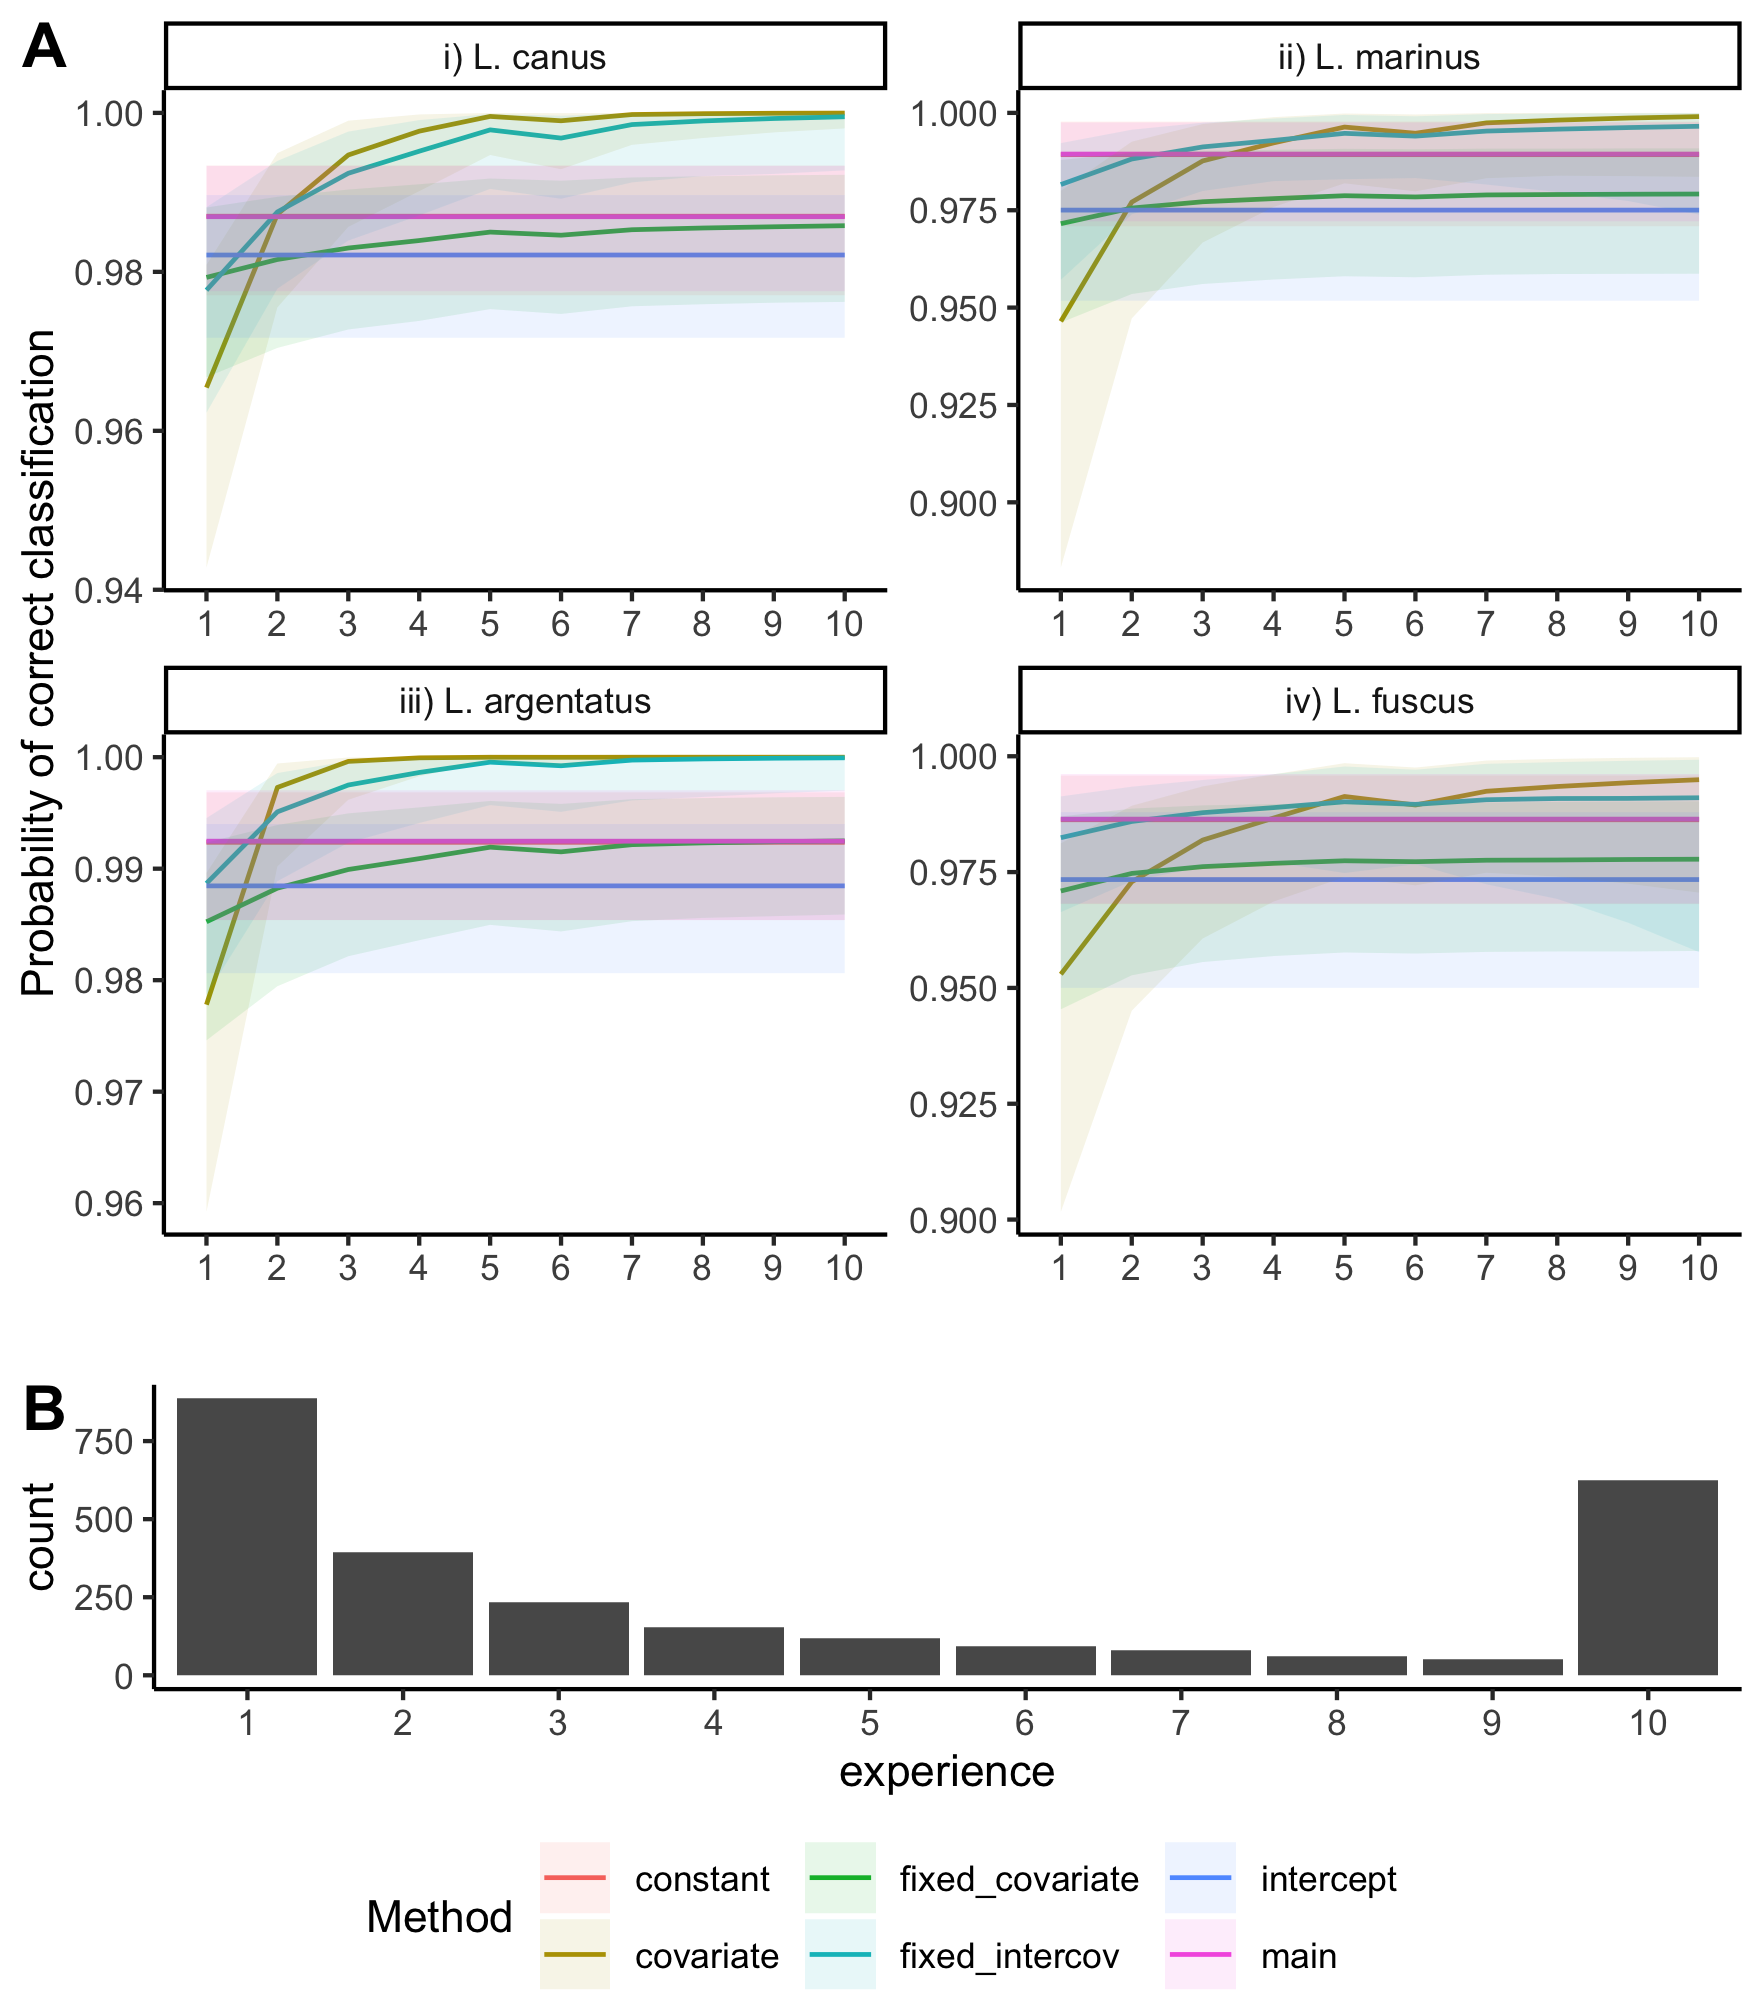 A
i) L. canus
ii) L. marinus
Probability of correct classification
1.00
0.98
0.96
0.94
1 2 3 4 5 6 7 8 9 10
1.000
0.975
0.950
0.925
0.900
1 2 3 4 5 6 7 8 9 10
iii) L. argentatus
iv) L. fuscus
1.00
0.99
0.98
0.97
0.96
1 2 3 4 5 6 7 8 9 10
1.000
0.975
0.950
0.925
0.900
1 2 3 4 5 6 7 8 9 10
B
count
750
500
250
0
1 2 3 4 5 6 7 8 9 10
experience
Method
constant
fixed_covariate
intercept
covariate
fixed_intercov
main